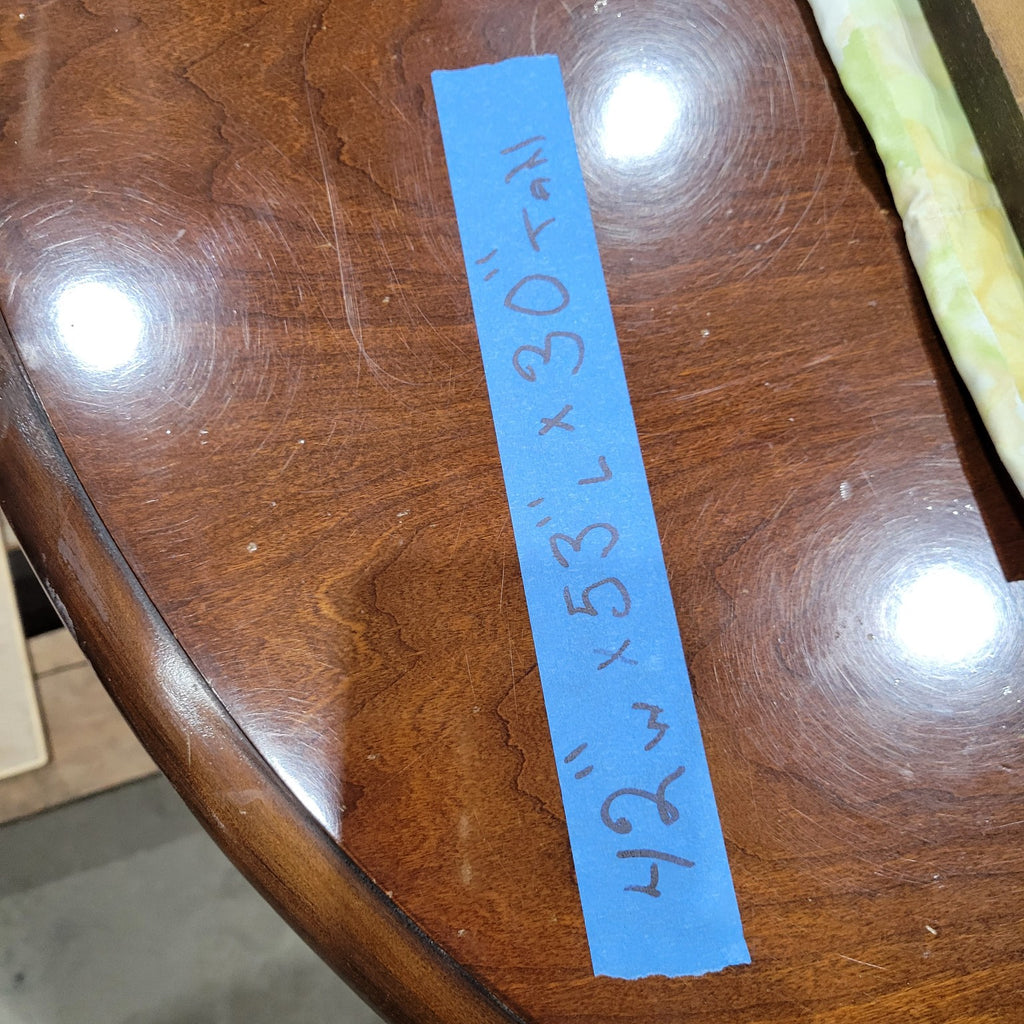 42" W x 53" L x 30" Tall